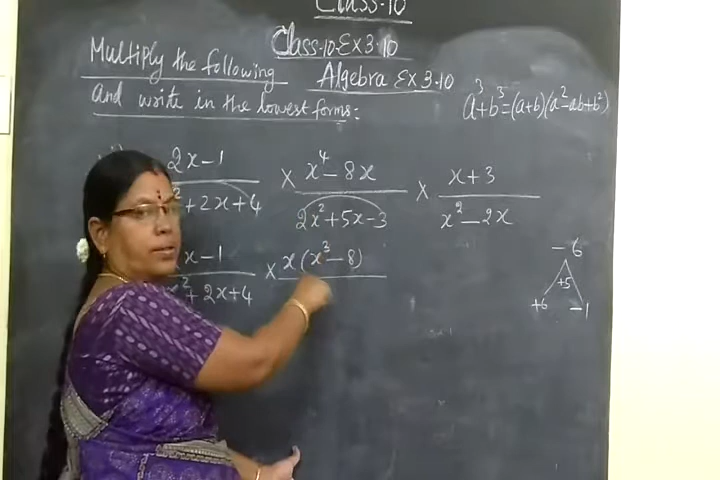 Class-10
Class-10-Ex 3.10
Multiply the following
Algebra Ex 3.10
and write in the lowest forms:
a³+b³=(a+b)(a²-ab+b²)
2x-1 × x⁴-8x × x+3
² +2x+4 2x²+5x-3 x²-2x
x-1 × x(x³-8)
x²+2x+4
-6
+5
+6 -1